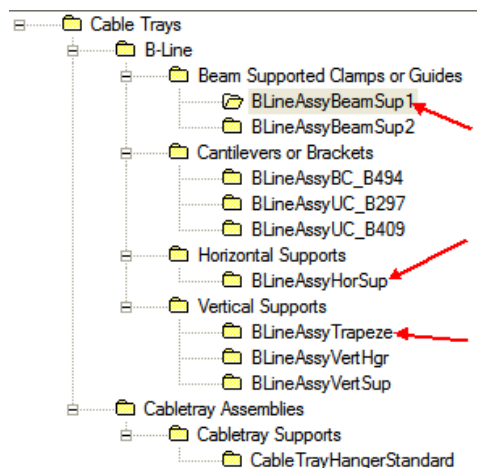 Cable Trays
B-Line
Beam Supported Clamps or Guides
BLineAssyBeamSup1
BLineAssyBeamSup2
Cantilevers or Brackets
BLineAssyBC_B494
BLineAssyUC_B297
BLineAssyUC_B409
Horizontal Supports
BLineAssyHorSup
Vertical Supports
BLineAssyTrapeze
BLineAssyVertHgr
BLineAssyVertSup
Cabletray Assemblies
Cabletray Supports
CableTrayHangerStandard